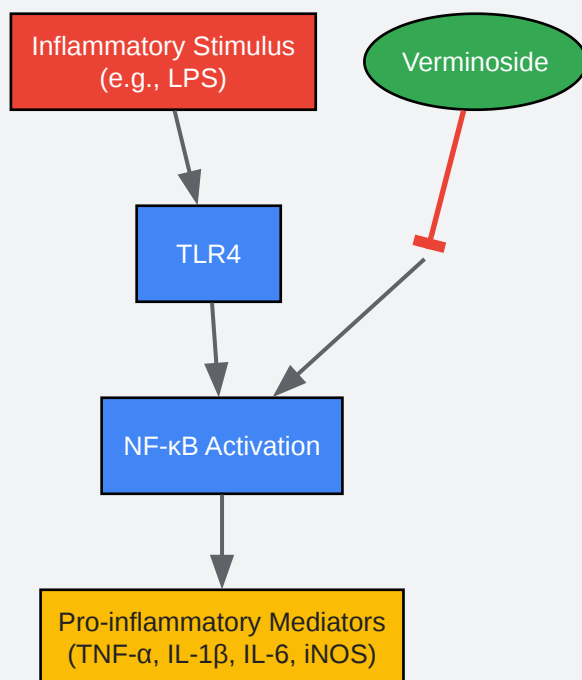 Inflammatory Stimulus
(e.g., LPS)
Verminoside
TLR4
NF-κB Activation
Pro-inflammatory Mediators
(TNF-α, IL-1β, IL-6, iNOS)